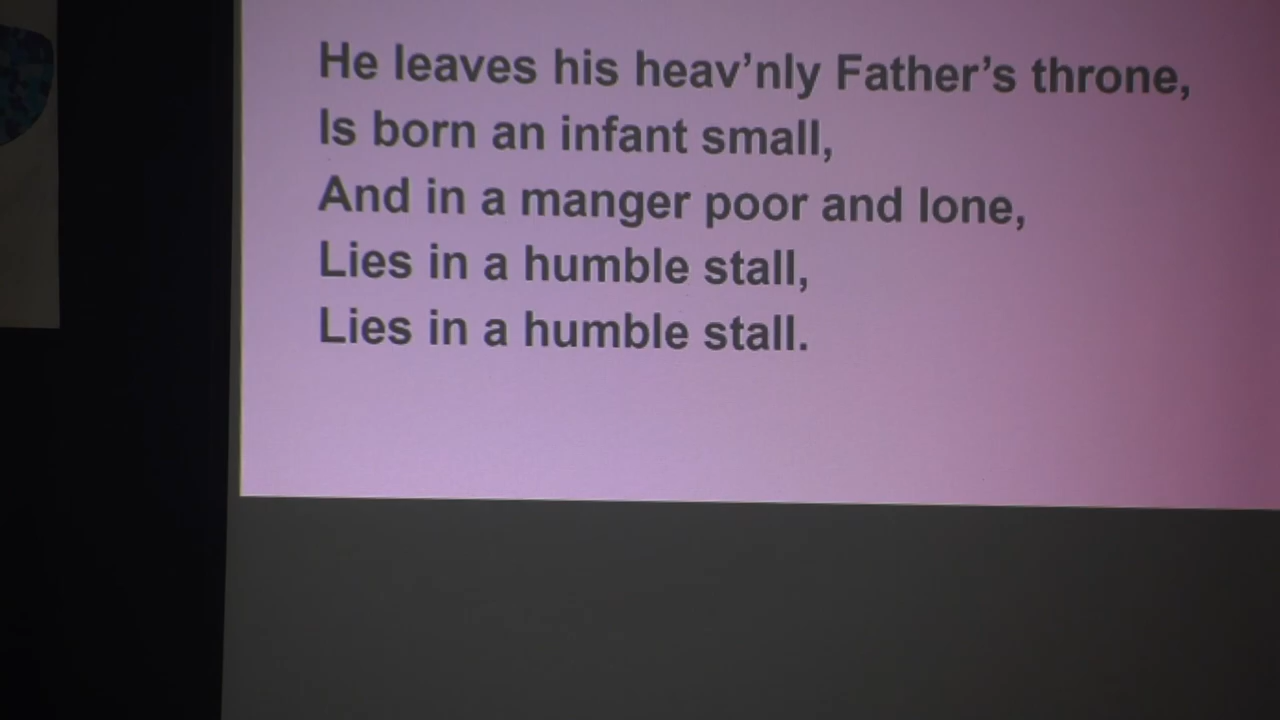 He leaves his heav’nly Father’s throne,
Is born an infant small,
And in a manger poor and lone,
Lies in a humble stall,
Lies in a humble stall.